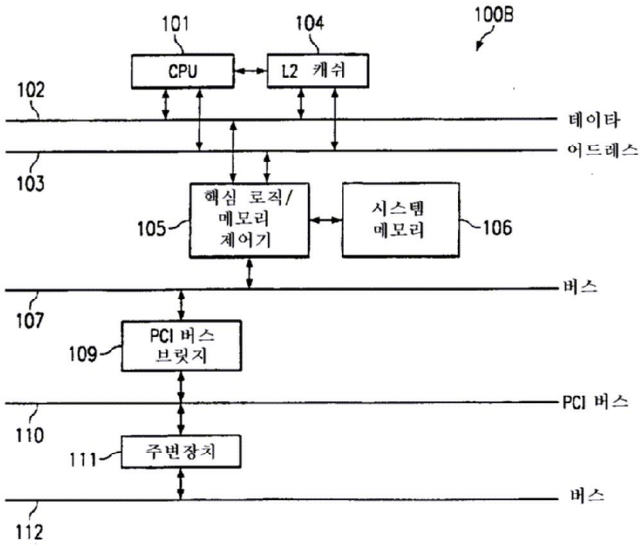 100B
101
104
CPU
L2 캐쉬
102
데이타
어드레스
103
핵심 로직/
메모리
제어기
105
시스템
메모리
106
버스
107
PCI 버스
브릿지
109
PCI 버스
110
주변장치
111
버스
112